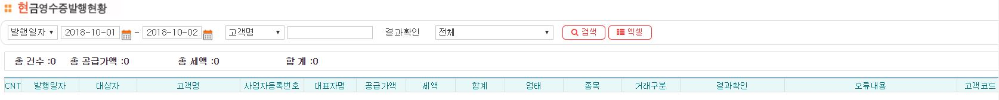 현금영수증발행현황
발행일자 2018-10-01 - 2018-10-02 고객명 결과확인 전체 검색 엑셀
총 건수 :0 총 공급가액 :0 총 세액 :0 합 계 :0
CNT 발행일자 대상자 고객명 사업자등록번호 대표자명 공급가액 세액 합계 업태 종목 거래구분 결과확인 오류내용 고객코드